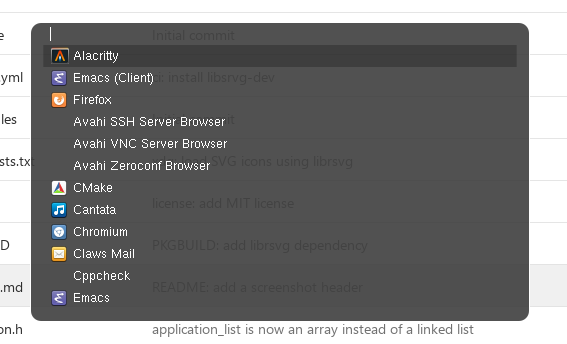 e Initial commit
Alacritty
.yml ci: install libsrvg-dev
Emacs (Client)
Firefox
les
Avahi SSH Server Browser
Avahi VNC Server Browser
sts.txt SVG icons using librsvg
Avahi Zeroconf Browser
CMake
license: add MIT license
Cantata
Chromium
D PKGBUILD: add librsvg dependency
Claws Mail
Cppcheck
.md README: add a screenshot header
Emacs
on.h application_list is now an array instead of a linked list